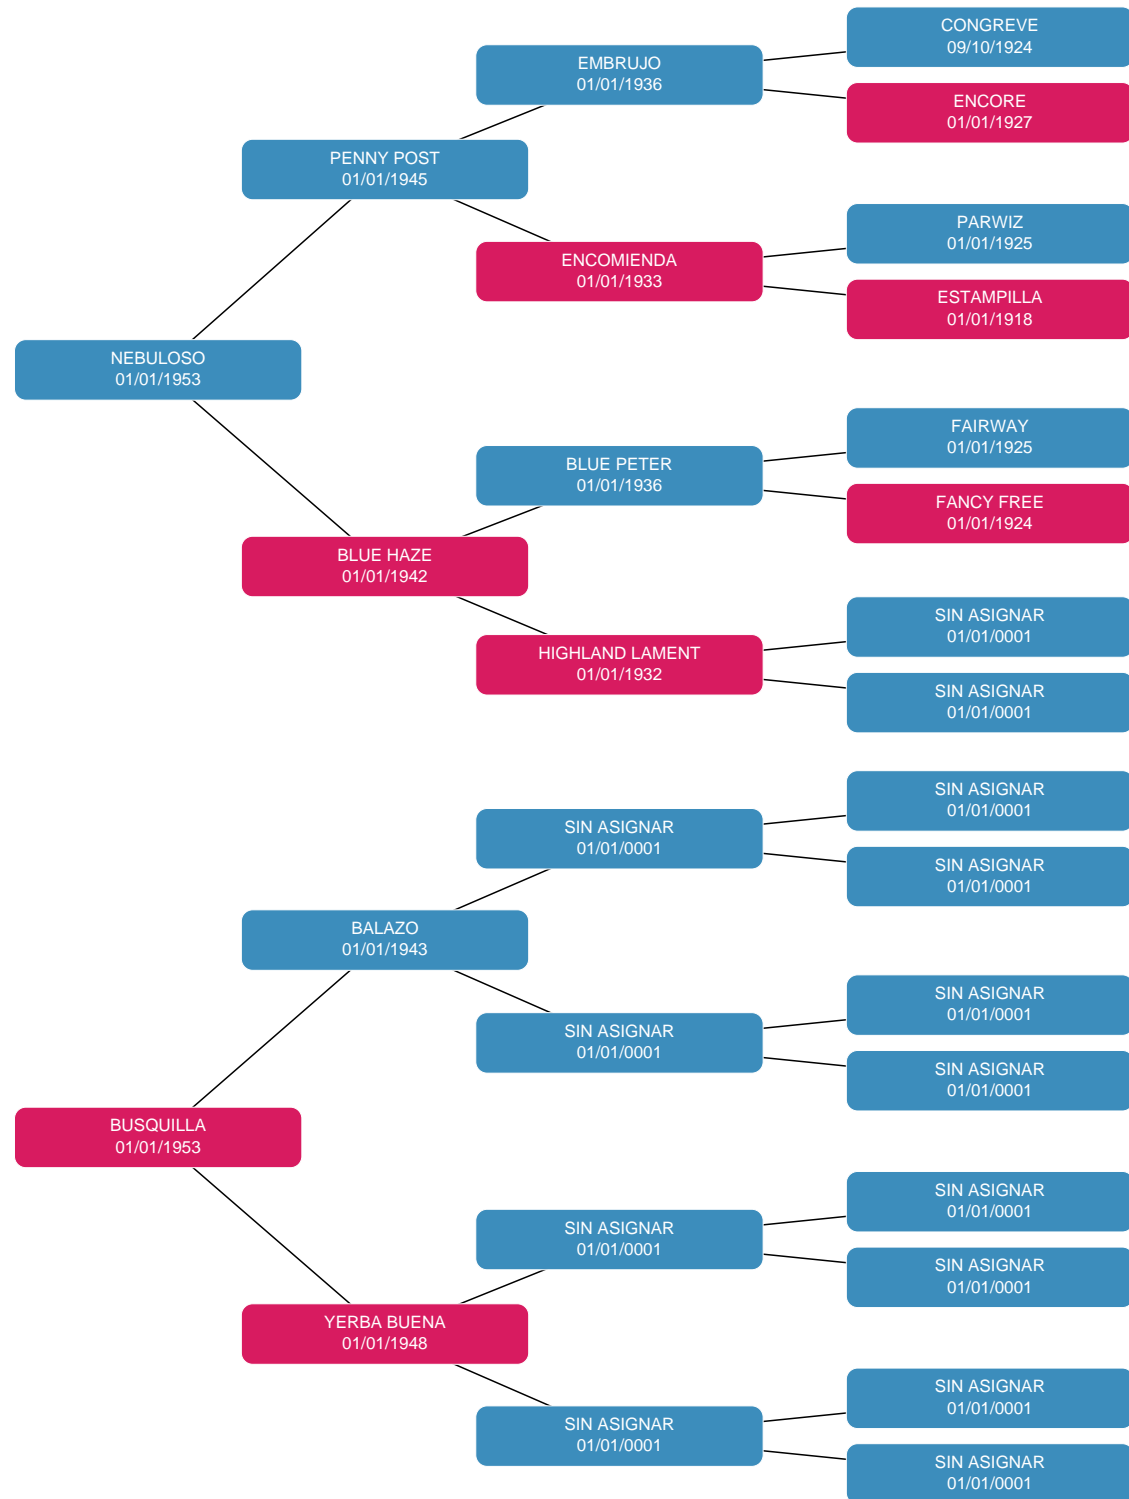 CONGREVE
09/10/1924
EMBRUJO
01/01/1936
ENCORE
01/01/1927
PENNY POST
01/01/1945
PARWIZ
01/01/1925
ENCOMIENDA
01/01/1933
ESTAMPILLA
01/01/1918
NEBULOSO
01/01/1953
FAIRWAY
01/01/1925
BLUE PETER
01/01/1936
FANCY FREE
01/01/1924
BLUE HAZE
01/01/1942
SIN ASIGNAR
01/01/0001
HIGHLAND LAMENT
01/01/1932
SIN ASIGNAR
01/01/0001
SIN ASIGNAR
01/01/0001
SIN ASIGNAR
01/01/0001
SIN ASIGNAR
01/01/0001
BALAZO
01/01/1943
SIN ASIGNAR
01/01/0001
SIN ASIGNAR
01/01/0001
SIN ASIGNAR
01/01/0001
BUSQUILLA
01/01/1953
SIN ASIGNAR
01/01/0001
SIN ASIGNAR
01/01/0001
SIN ASIGNAR
01/01/0001
YERBA BUENA
01/01/1948
SIN ASIGNAR
01/01/0001
SIN ASIGNAR
01/01/0001
SIN ASIGNAR
01/01/0001